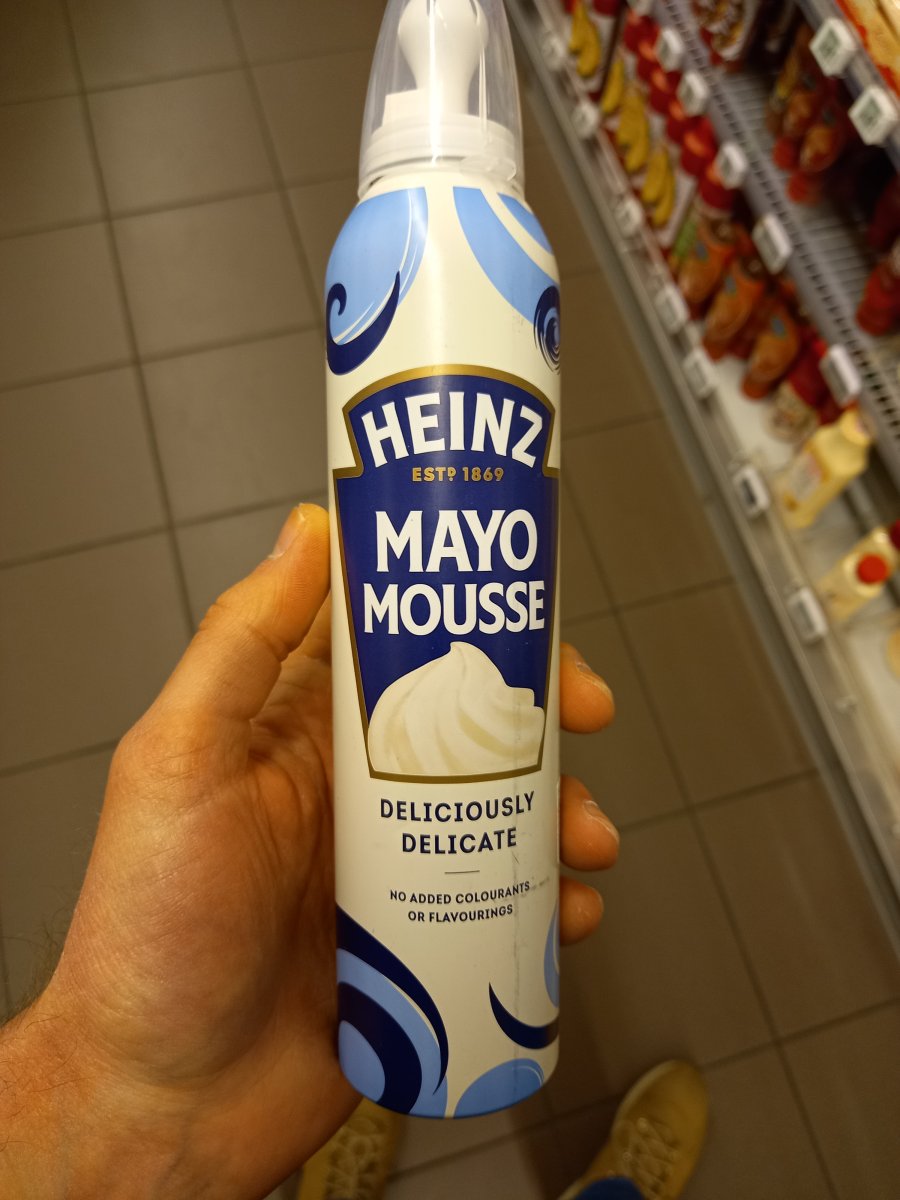 HEINZ
ESTD 1869
MAYO
MOUSSE
DELICIOUSLY
DELICATE
NO ADDED COLOURANTS
OR FLAVOURINGS